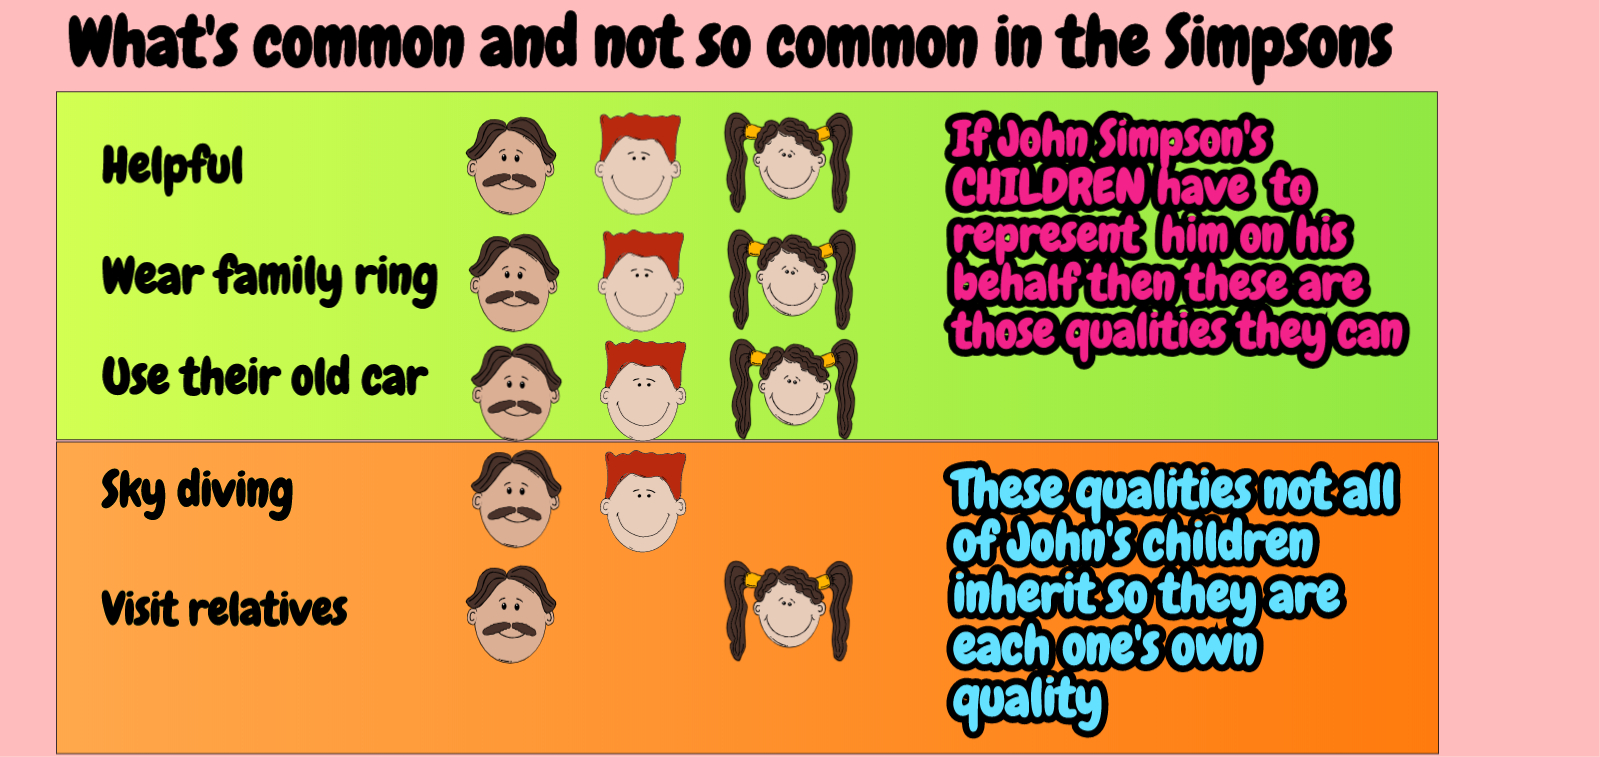 What's common and not so common in the Simpsons
Helpful
Wear family ring
Use their old car
If John Simpson's
CHILDREN have to
represent him on his
behalf then these are
those qualities they can
Sky diving
Visit relatives
These qualities not all
of John's children
inherit so they are
each one's own
quality